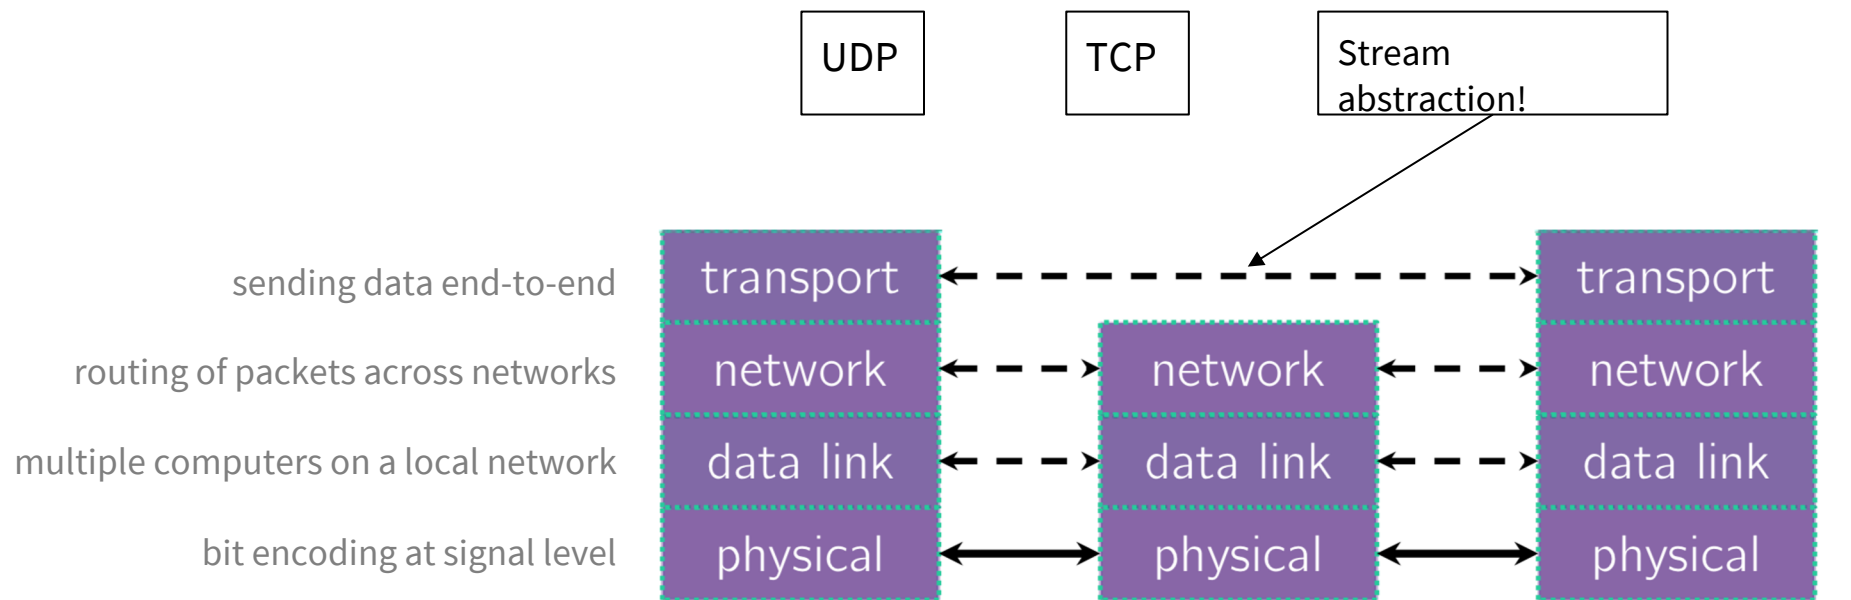 UDP
TCP
Stream
abstraction!
sending data end-to-end
transport
transport
routing of packets across networks
network
network
network
multiple computers on a local network
data link
data link
data link
bit encoding at signal level
physical
physical
physical